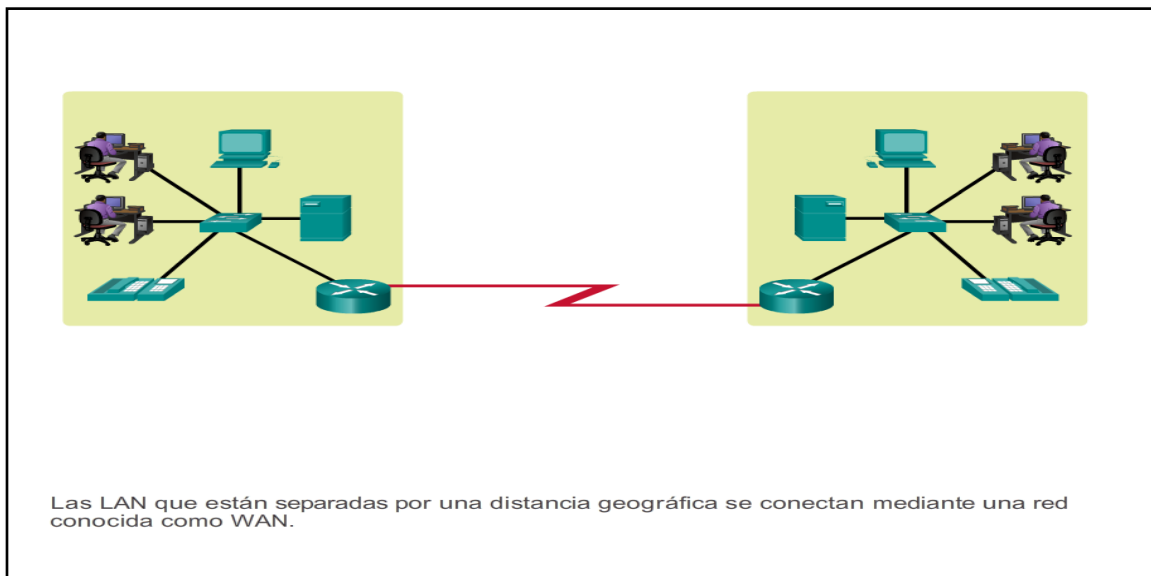 Las LAN que están separadas por una distancia geográfica se conectan mediante una red
conocida como WAN.